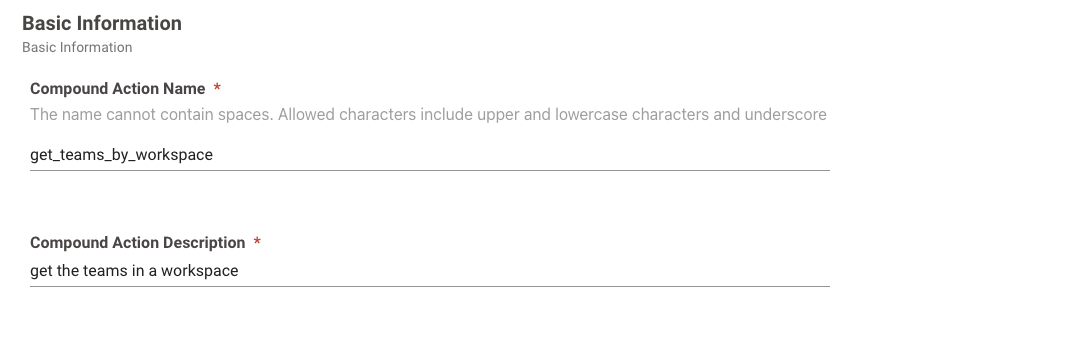 Basic Information
Basic Information
Compound Action Name *
The name cannot contain spaces. Allowed characters include upper and lowercase characters and underscore
get_teams_by_workspace
Compound Action Description *
get the teams in a workspace